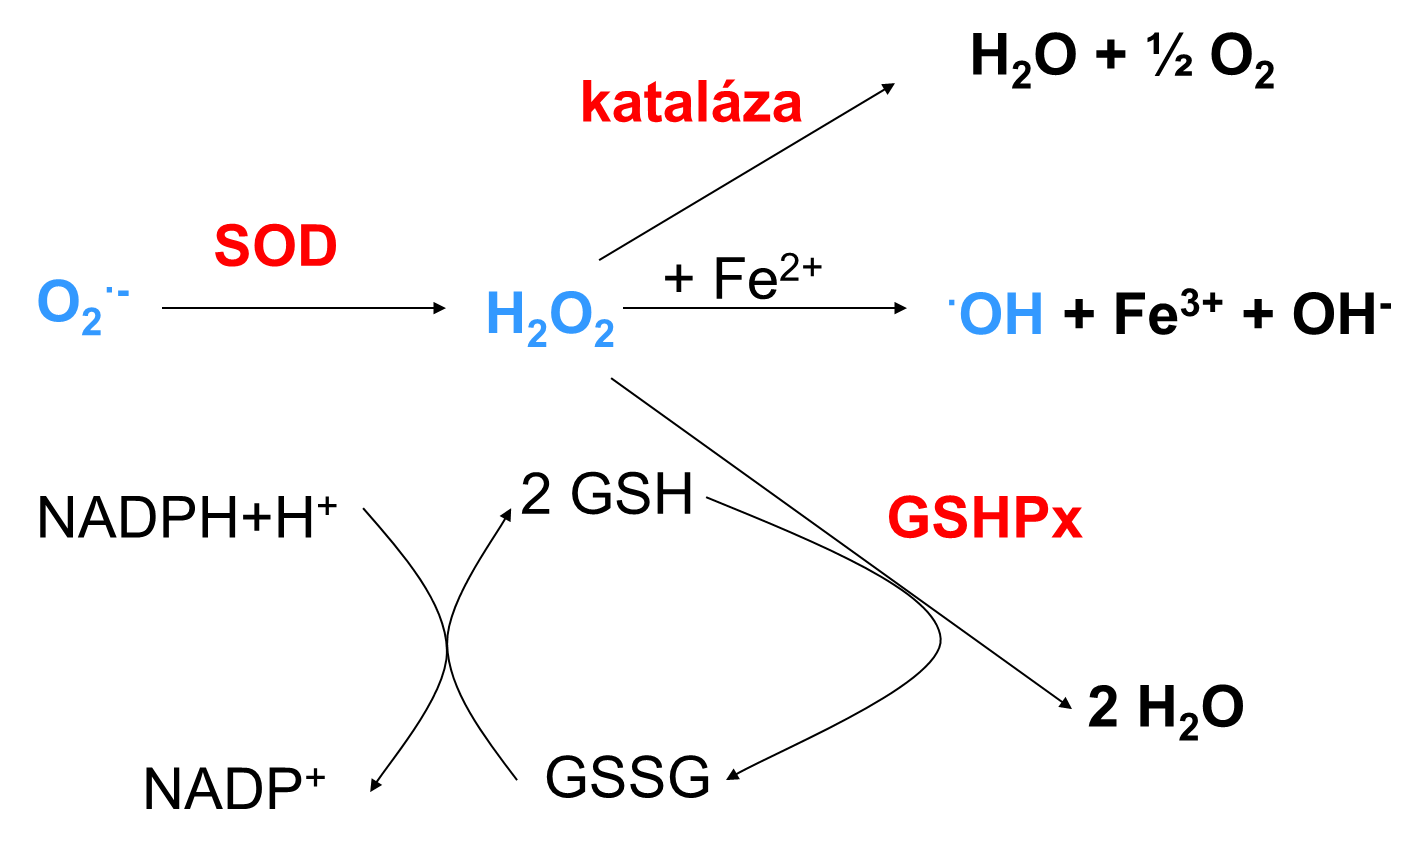 H₂O + ½ O₂
kataláza
SOD
+ Fe²⁺
O₂˙⁻
H₂O₂
˙OH + Fe³⁺ + OH⁻
2 GSH
NADPH+H⁺
GSHPx
2 H₂O
GSSG
NADP⁺